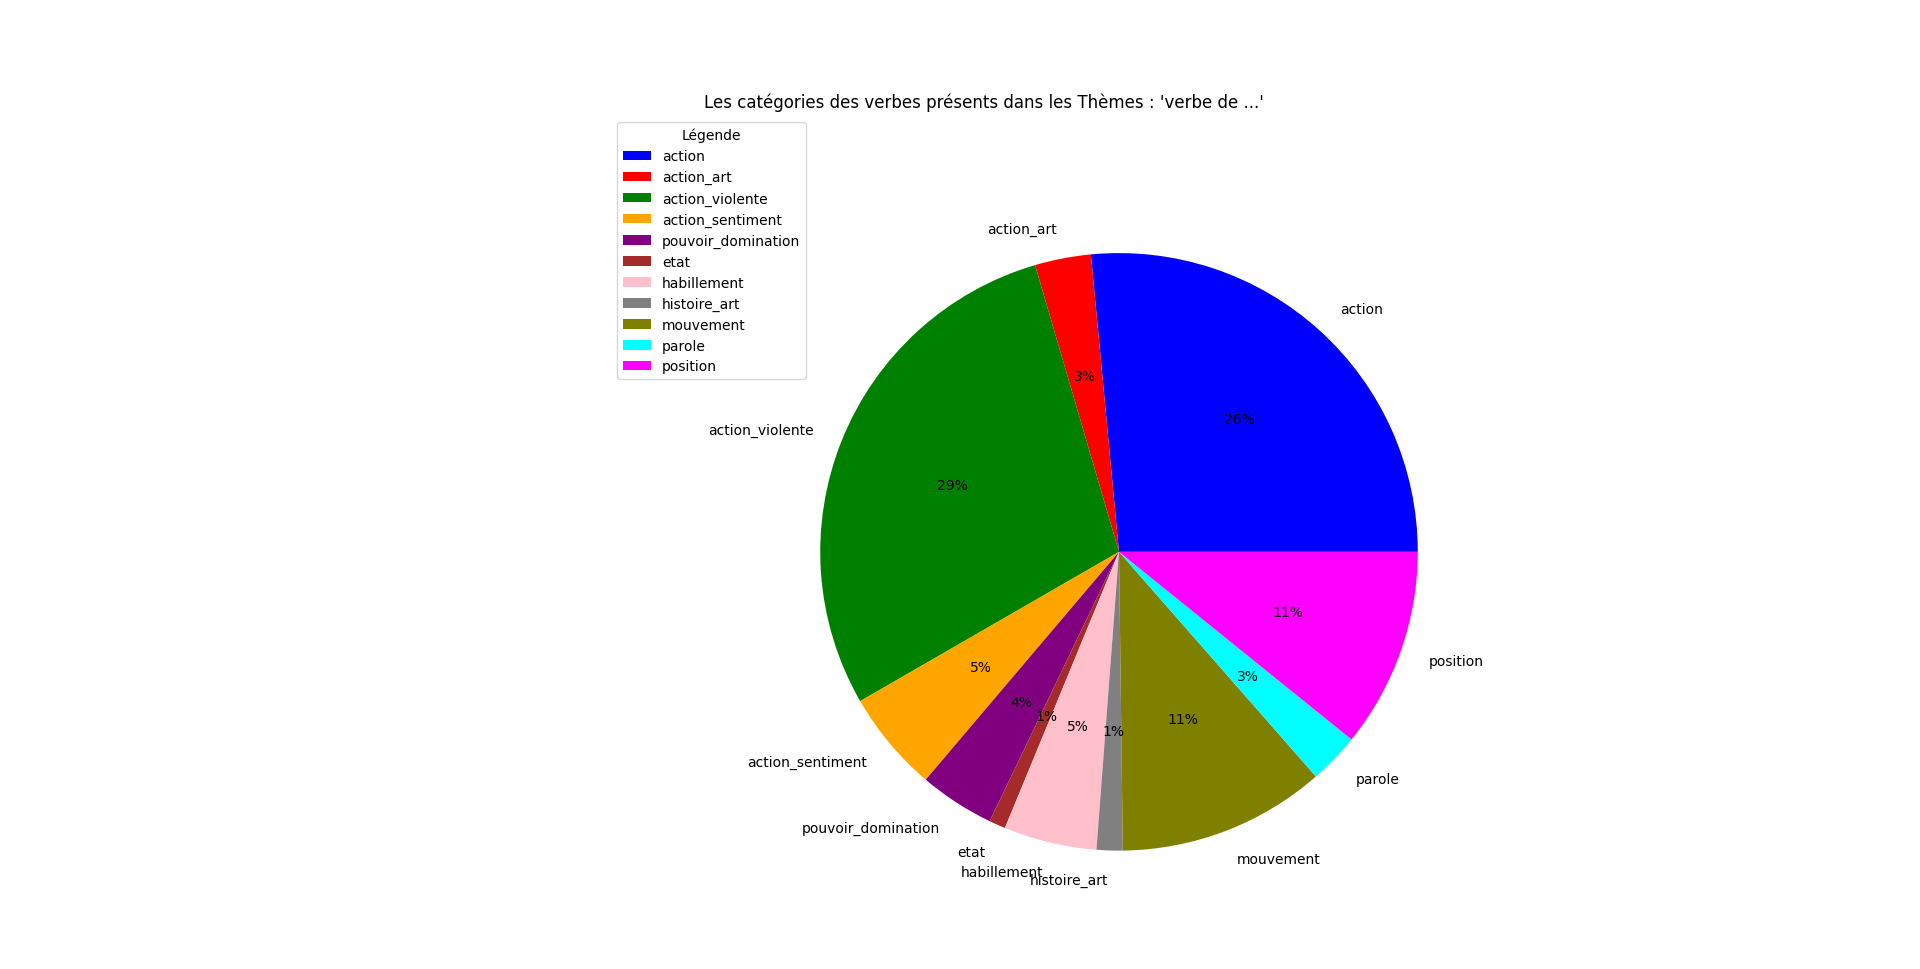 Les catégories des verbes présents dans les Thèmes : 'verbe de ...'
Légende
action
action_art
action_violente
action_sentiment
pouvoir_domination
etat
habillement
histoire_art
mouvement
parole
position
action_art
action
3%
26%
action_violente
29%
11%
position
5%
3%
4%
1%
5%
1%
11%
action_sentiment
parole
pouvoir_domination
etat
mouvement
habillement
histoire_art